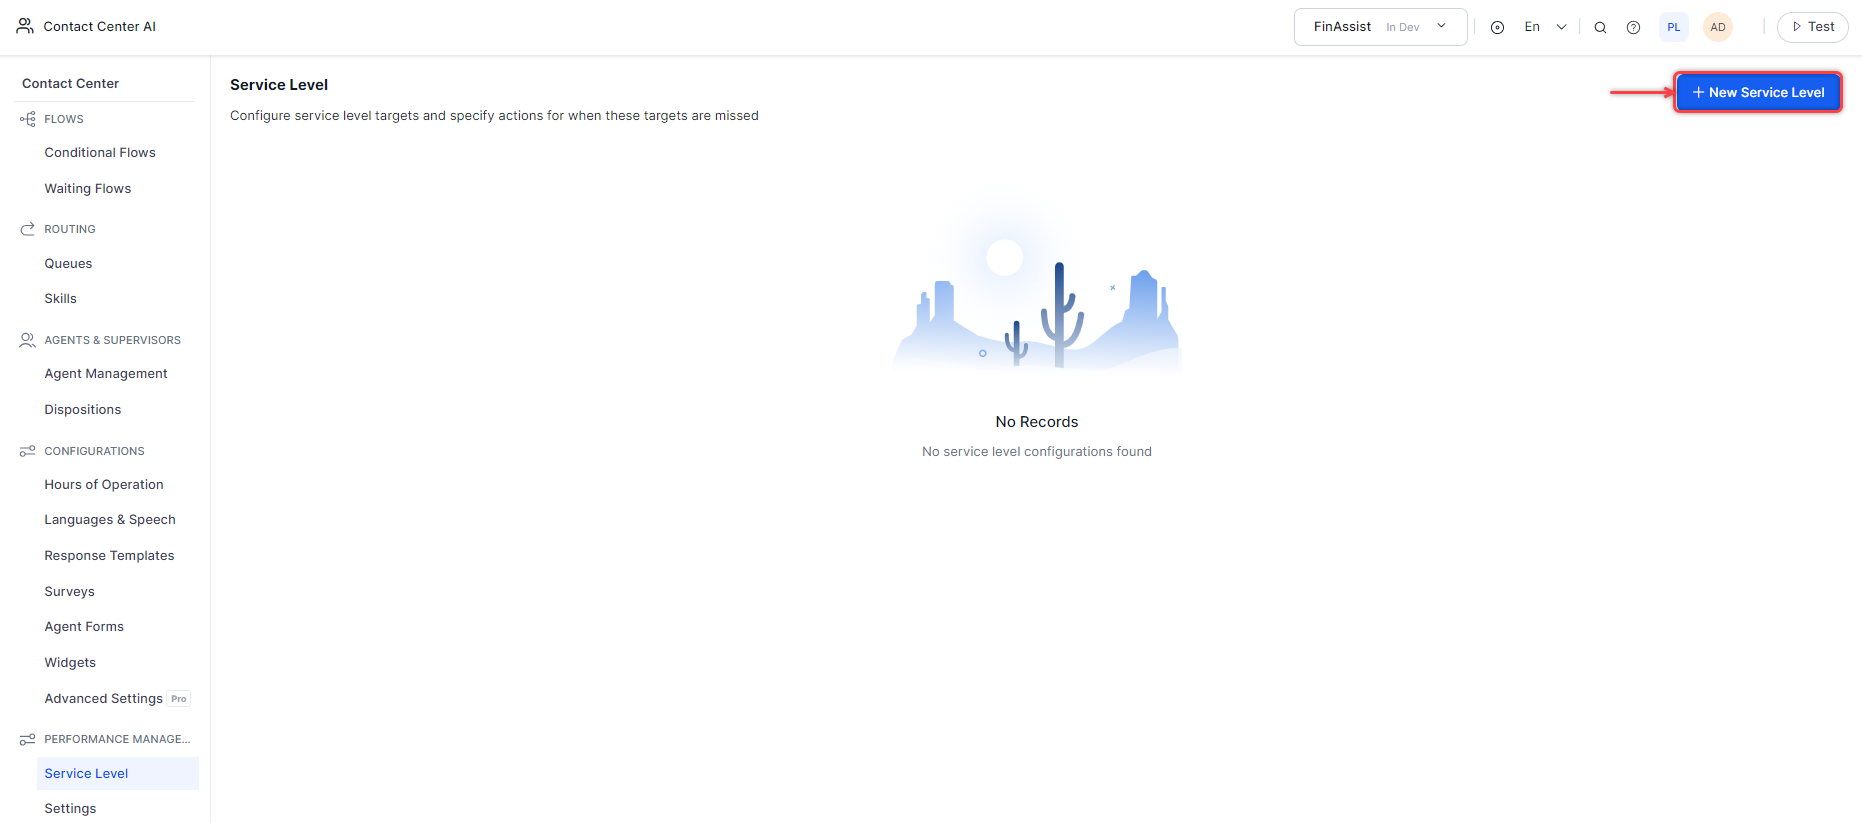 Contact Center AI
FinAssist In Dev
En
PL
AD
Test
Contact Center
FLOWS
Conditional Flows
Waiting Flows
ROUTING
Queues
Skills
AGENTS & SUPERVISORS
Agent Management
Dispositions
CONFIGURATIONS
Hours of Operation
Languages & Speech
Response Templates
Surveys
Agent Forms
Widgets
Advanced Settings Pro
PERFORMANCE MANAGE...
Service Level
Settings
Service Level
Configure service level targets and specify actions for when these targets are missed
+ New Service Level
No Records
No service level configurations found